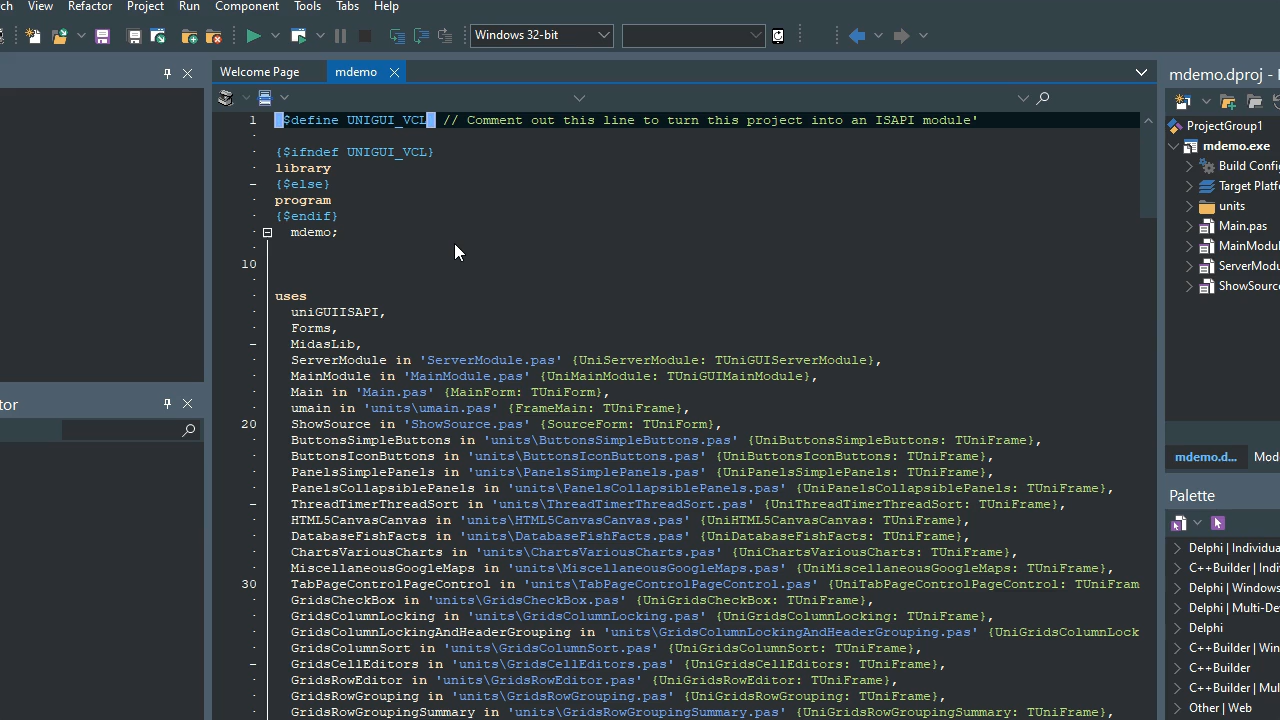 ch View Refactor Project Run Component Tools Tabs Help
Windows 32-bit
Welcome Page mdemo
mdemo.dproj -
1 {$define UNIGUI_VCL} // Comment out this line to turn this project into an ISAPI module'
{$ifndef UNIGUI_VCL}
library
{$else}
program
{$endif}
mdemo;
10
uses
uniGUIISAPI,
Forms,
MidasLib,
ServerModule in 'ServerModule.pas' {UniServerModule: TUniGUIServerModule},
MainModule in 'MainModule.pas' {UniMainModule: TUniGUIMainModule},
Main in 'Main.pas' {MainForm: TUniForm},
umain in 'units\umain.pas' {FrameMain: TUniFrame},
20 ShowSource in 'ShowSource.pas' {SourceForm: TUniForm},
ButtonsSimpleButtons in 'units\ButtonsSimpleButtons.pas' {UniButtonsSimpleButtons: TUniFrame},
ButtonsIconButtons in 'units\ButtonsIconButtons.pas' {UniButtonsIconButtons: TUniFrame},
PanelsSimplePanels in 'units\PanelsSimplePanels.pas' {UniPanelsSimplePanels: TUniFrame},
PanelsCollapsiblePanels in 'units\PanelsCollapsiblePanels.pas' {UniPanelsCollapsiblePanels: TUniFrame},
ThreadTimerThreadSort in 'units\ThreadTimerThreadSort.pas' {UniThreadTimerThreadSort: TUniFrame},
HTML5CanvasCanvas in 'units\HTML5CanvasCanvas.pas' {UniHTML5CanvasCanvas: TUniFrame},
DatabaseFishFacts in 'units\DatabaseFishFacts.pas' {UniDatabaseFishFacts: TUniFrame},
ChartsVariousCharts in 'units\ChartsVariousCharts.pas' {UniChartsVariousCharts: TUniFrame},
MiscellaneousGoogleMaps in 'units\MiscellaneousGoogleMaps.pas' {UniMiscellaneousGoogleMaps: TUniFrame},
30 TabPageControlPageControl in 'units\TabPageControlPageControl.pas' {UniTabPageControlPageControl: TUniFram
GridsCheckBox in 'units\GridsCheckBox.pas' {UniGridsCheckBox: TUniFrame},
GridsColumnLocking in 'units\GridsColumnLocking.pas' {UniGridsColumnLocking: TUniFrame},
GridsColumnLockingAndHeaderGrouping in 'units\GridsColumnLockingAndHeaderGrouping.pas' {UniGridsColumnLock
GridsColumnSort in 'units\GridsColumnSort.pas' {UniGridsColumnSort: TUniFrame},
GridsCellEditors in 'units\GridsCellEditors.pas' {UniGridsCellEditors: TUniFrame},
GridsRowEditor in 'units\GridsRowEditor.pas' {UniGridsRowEditor: TUniFrame},
GridsRowGrouping in 'units\GridsRowGrouping.pas' {UniGridsRowGrouping: TUniFrame},
GridsRowGroupingSummary in 'units\GridsRowGroupingSummary.pas' {UniGridsRowGroupingSummary: TUniFrame},
tor
ProjectGroup1
mdemo.exe
Build Config
Target Platf
units
Main.pas
MainModul
ServerModu
ShowSource
mdemo.d... Mod
Palette
Delphi | Individua
C++Builder | Indi
Delphi | Windows
Delphi | Multi-De
Delphi
C++Builder | Win
C++Builder
C++Builder | Mul
Other | Web